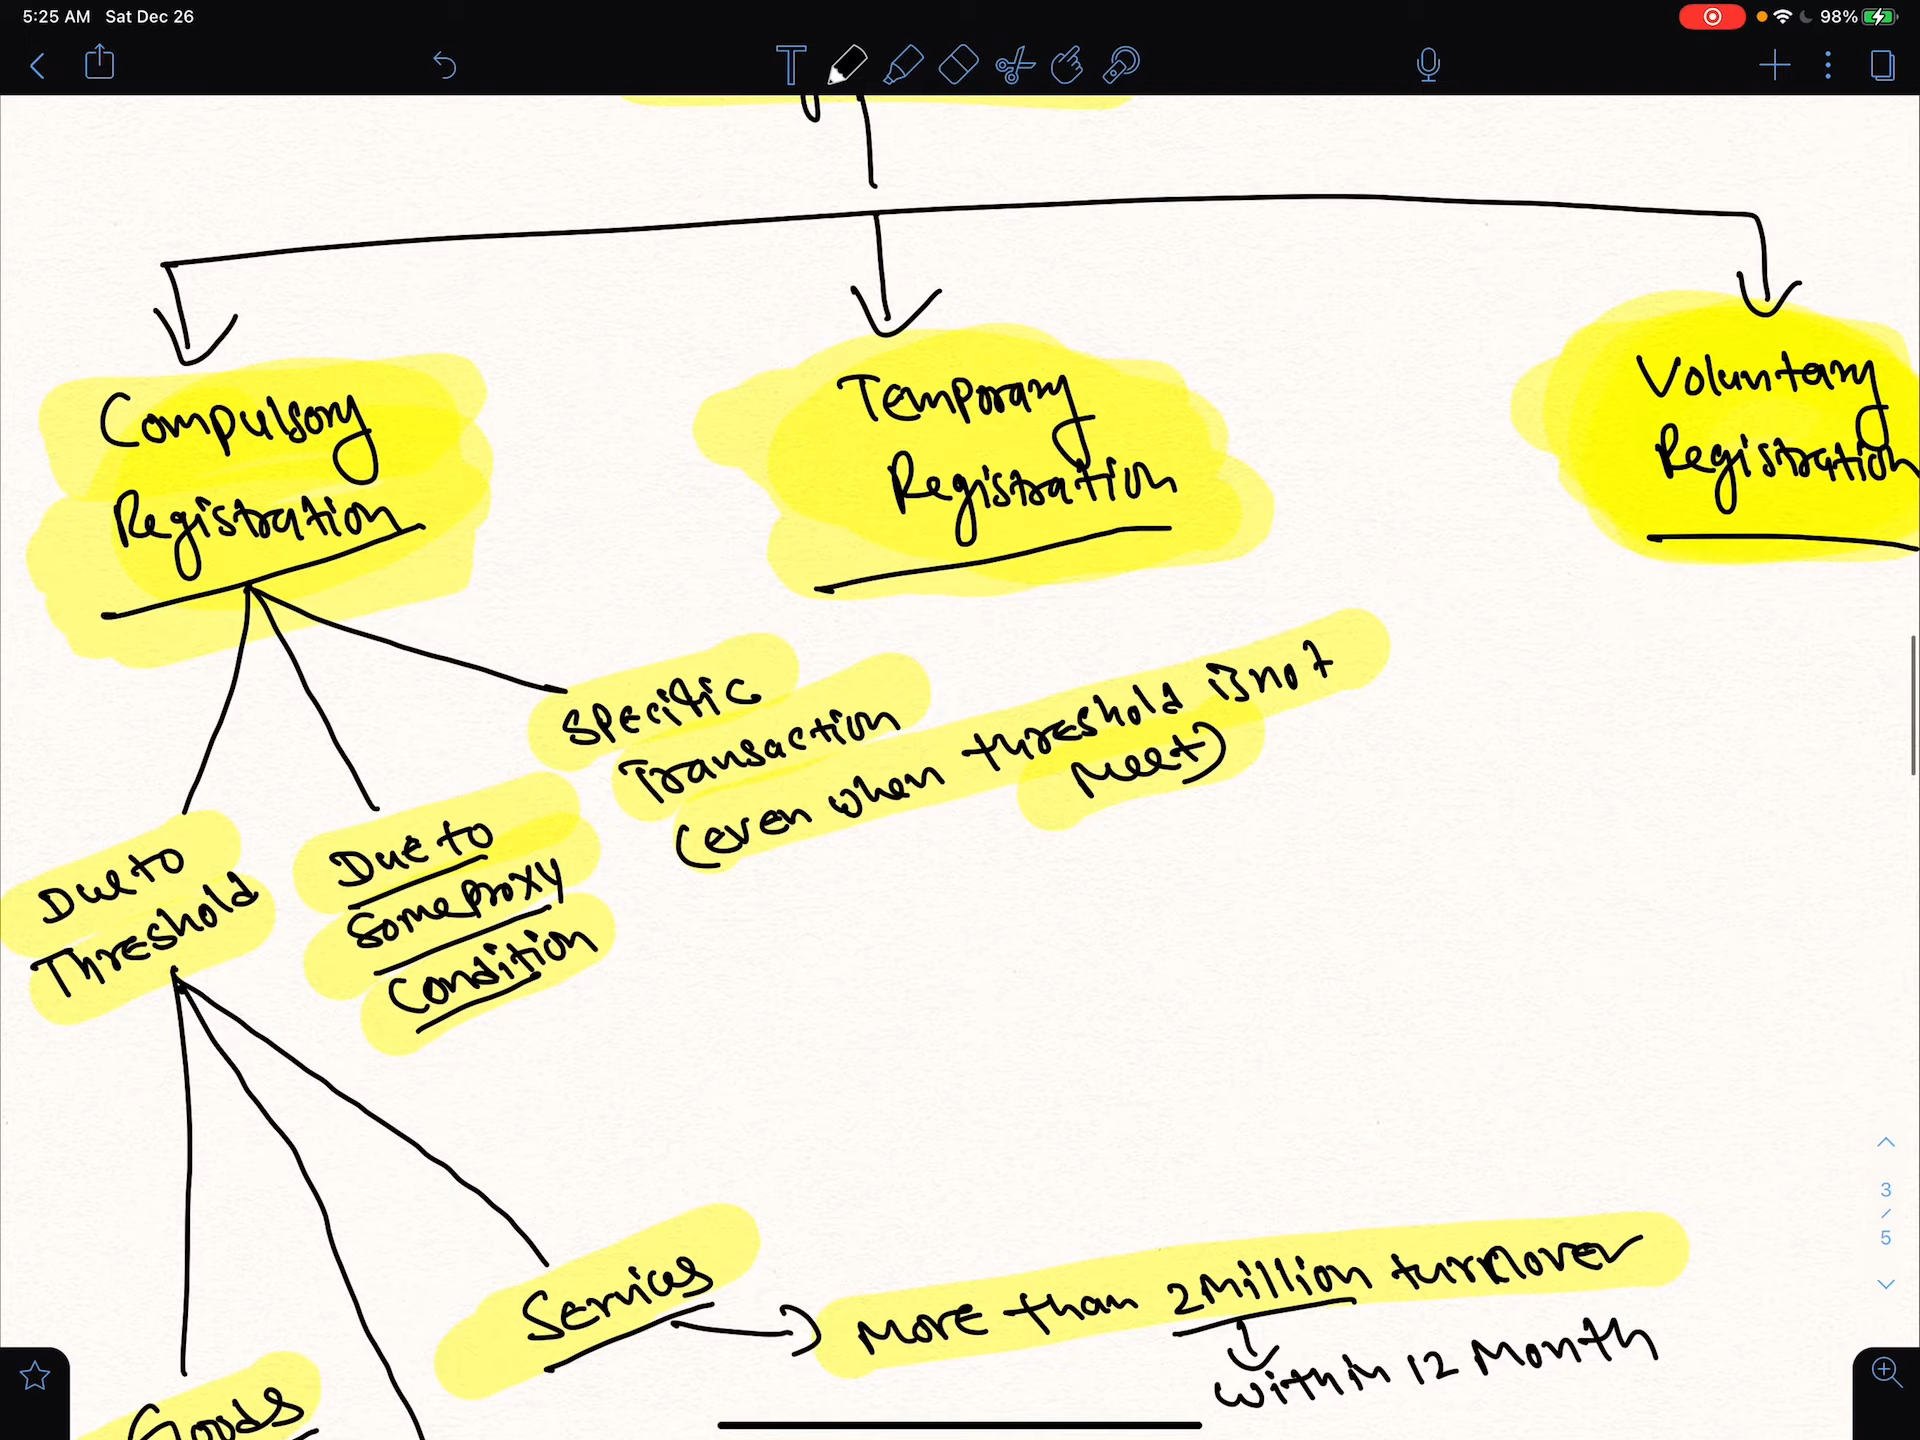 5:25 AM Sat Dec 26
98%
Compulsory
Registration
Temporary
Registration
Voluntary
Registration
Specific
Transaction
(even when threshold is not
meet)
Due to
Threshold
Due to
Some Proxy
Condition
Services
More than 2 Million turnover
within 12 Month
Goods
3
/
5